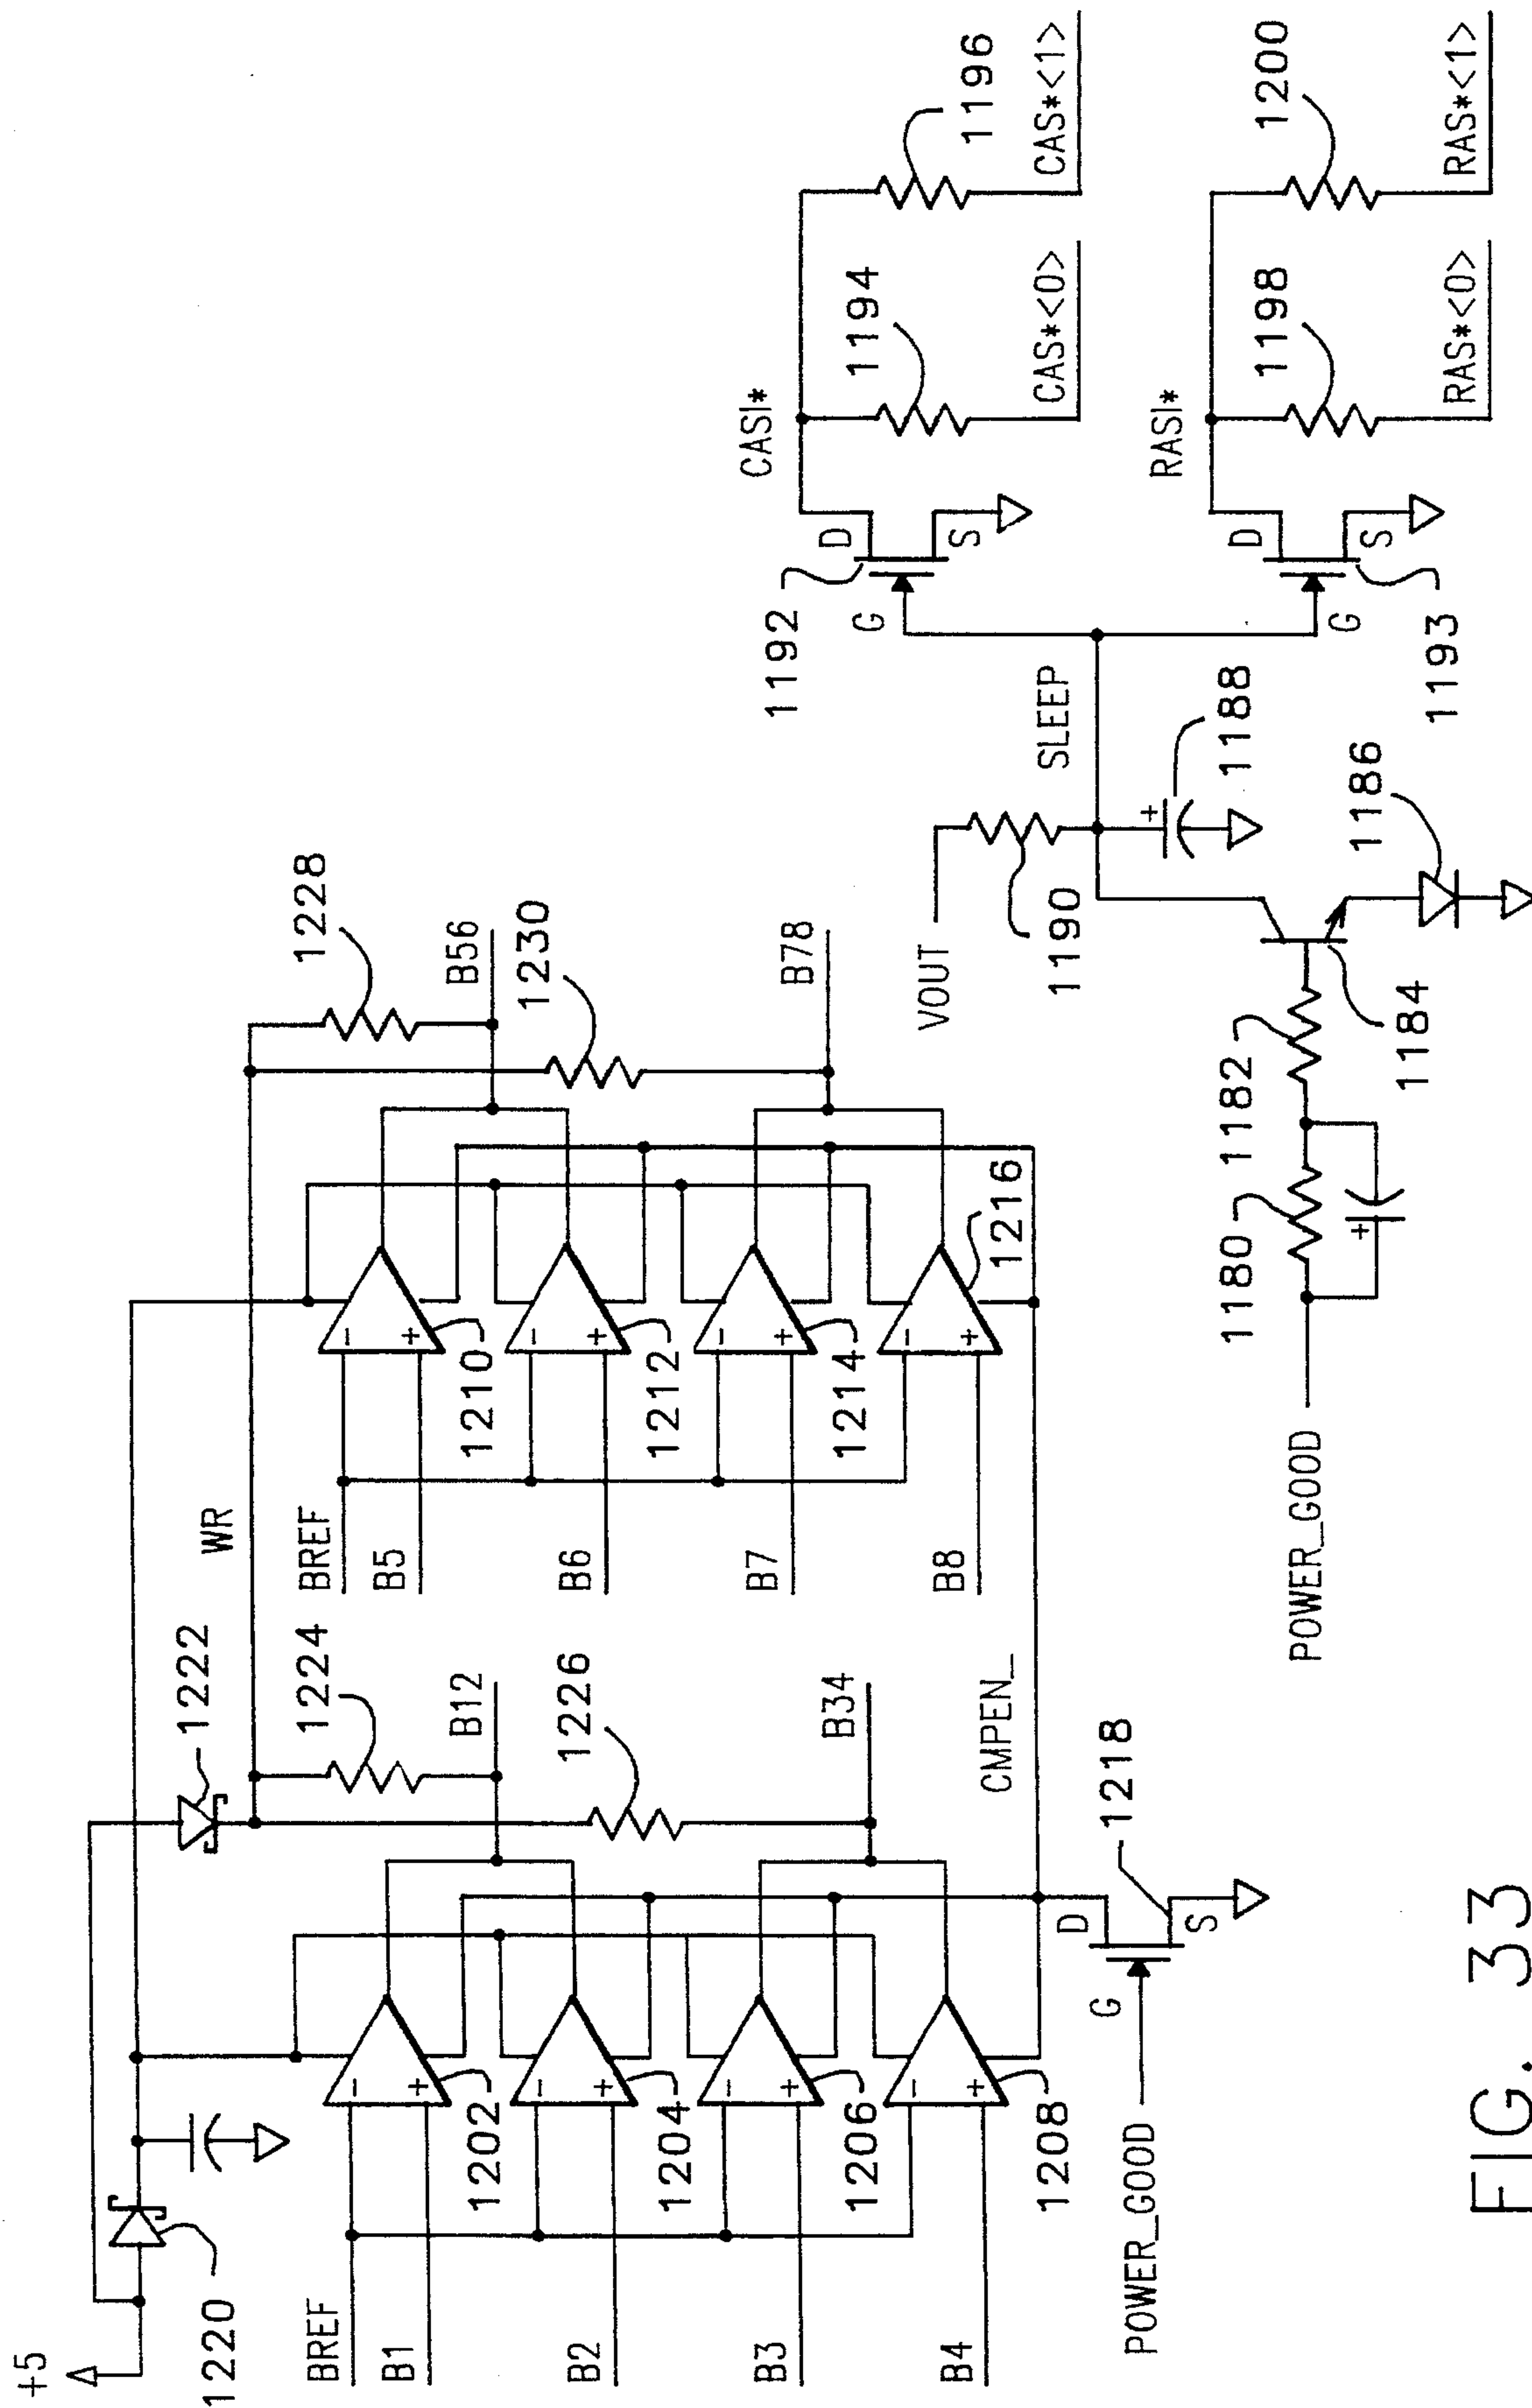 +5
1220
1222
WR
1224
B12
1226
B34
BREF
B1
1202
B2
1204
B3
1206
B4
1208
POWER_GOOD
G
D
S
1218
CMPEN_
BREF
B5
1210
B6
1212
B7
1214
B8
1216
1228
B56
1230
B78
- + - + - + - +
- + - + - + - +
POWER_GOOD
1180
+
1182
1184
1186
VOUT
1190
SLEEP
+
1188
1192
G
D
S
CASI*
1194
CAS*<0>
1196
CAS*<1>
1193
G
D
S
RASI*
1198
RAS*<0>
1200
RAS*<1>
FIG. 33